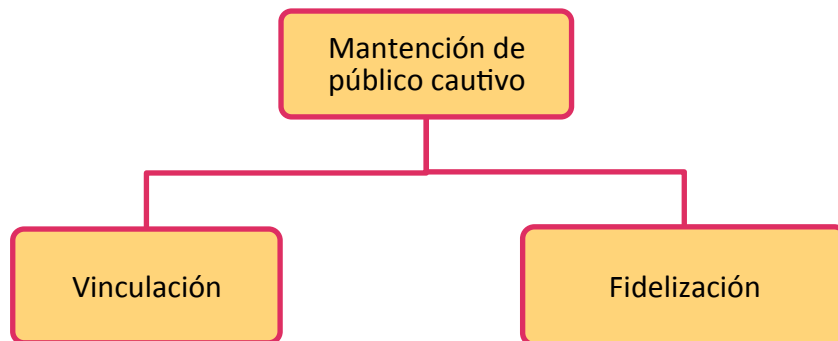 Mantención de
público cautivo
Vinculación
Fidelización